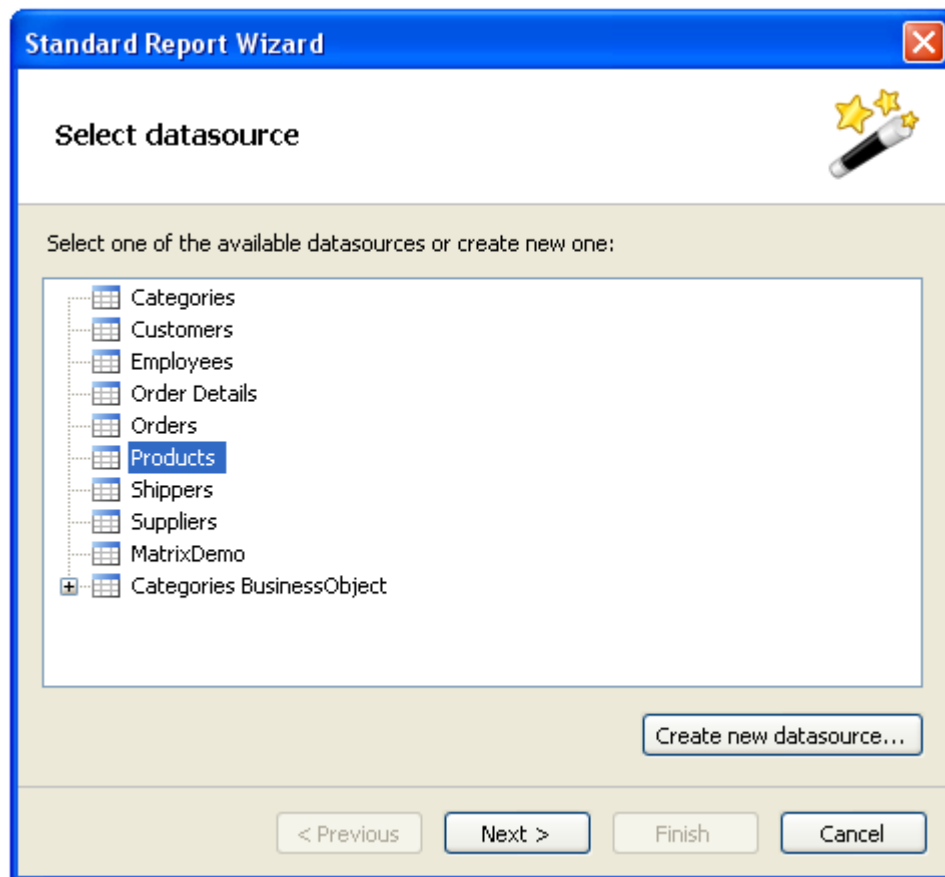 Standard Report Wizard
Select datasource
Select one of the available datasources or create new one:
Categories
Customers
Employees
Order Details
Orders
Products
Shippers
Suppliers
MatrixDemo
Categories BusinessObject
Create new datasource...
< Previous Next > Finish Cancel